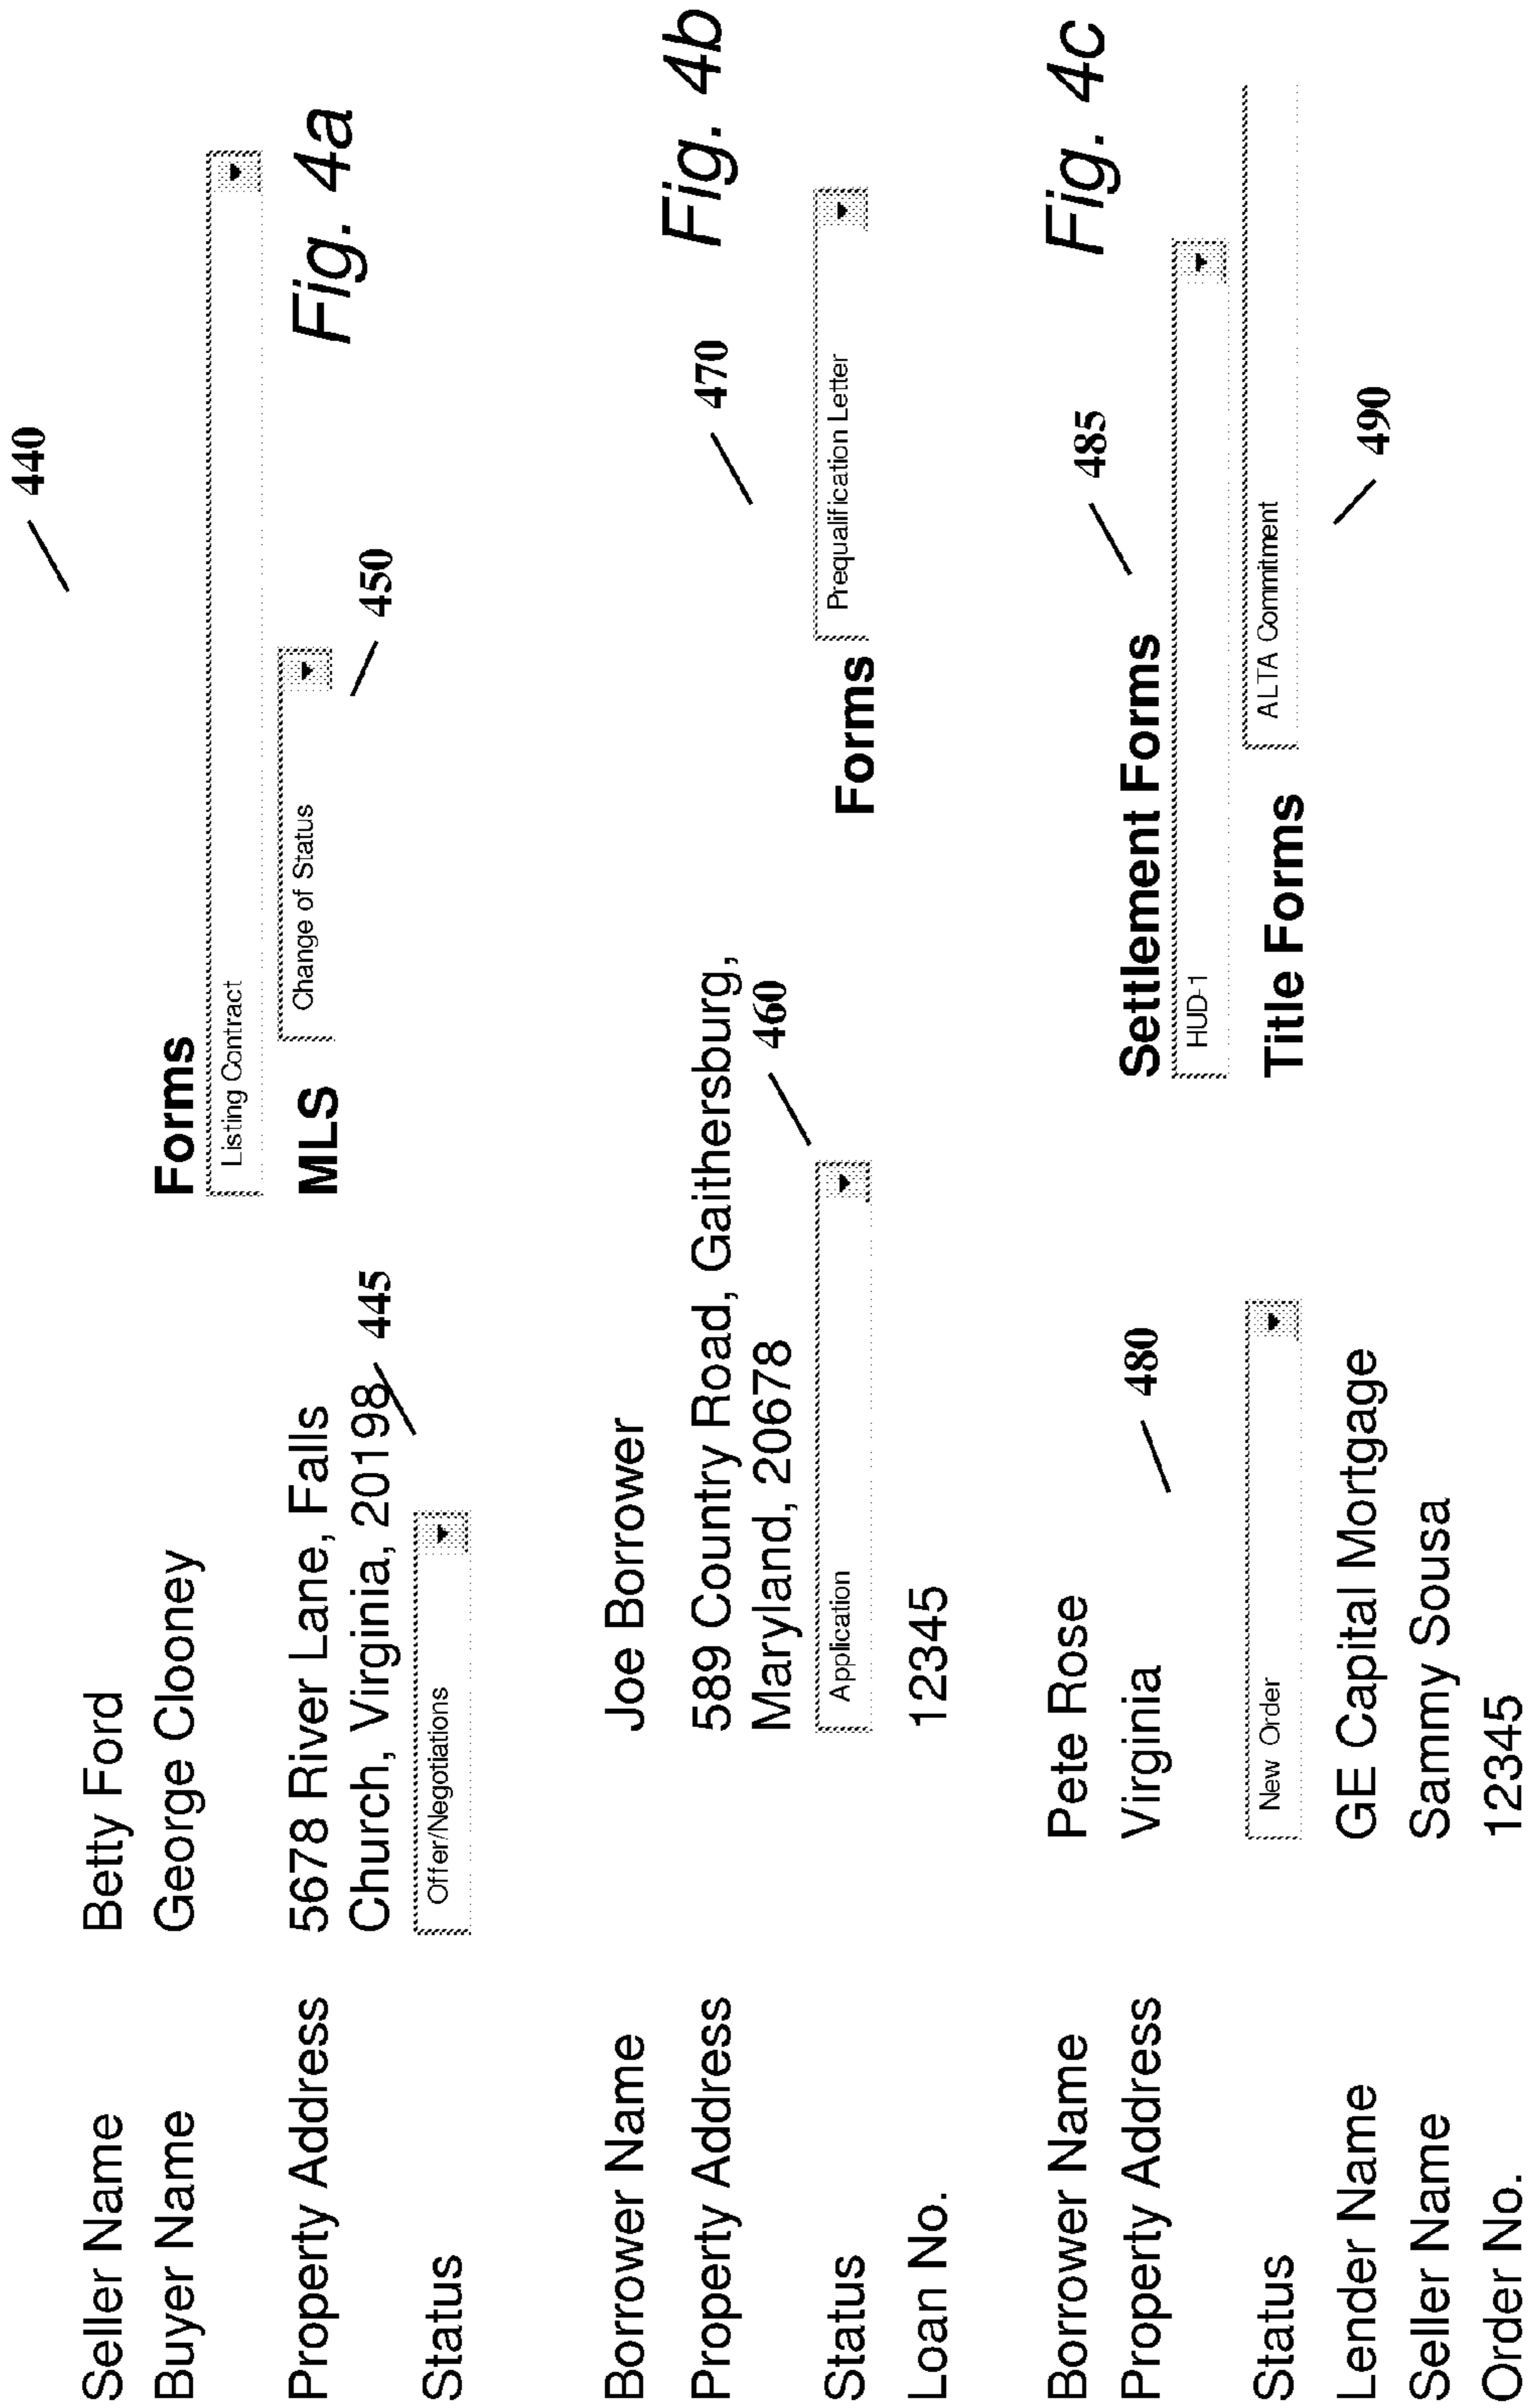 440
Seller Name Betty Ford
Buyer Name George Clooney
Forms
Listing Contract
Property Address 5678 River Lane, Falls
Church, Virginia, 20198
445
MLS
Change of Status
450
Fig. 4a
Status
Offer/Negotiations
Borrower Name Joe Borrower
Property Address 589 Country Road, Gaithersburg,
Maryland, 20678
460
470
Fig. 4b
Status
Application
Forms
Prequalification Letter
Loan No. 12345
Borrower Name Pete Rose
Property Address Virginia
480
Settlement Forms
485
Fig. 4c
HUD-1
Status
New Order
Title Forms
ALTA Commitment
490
Lender Name GE Capital Mortgage
Seller Name Sammy Sousa
Order No. 12345